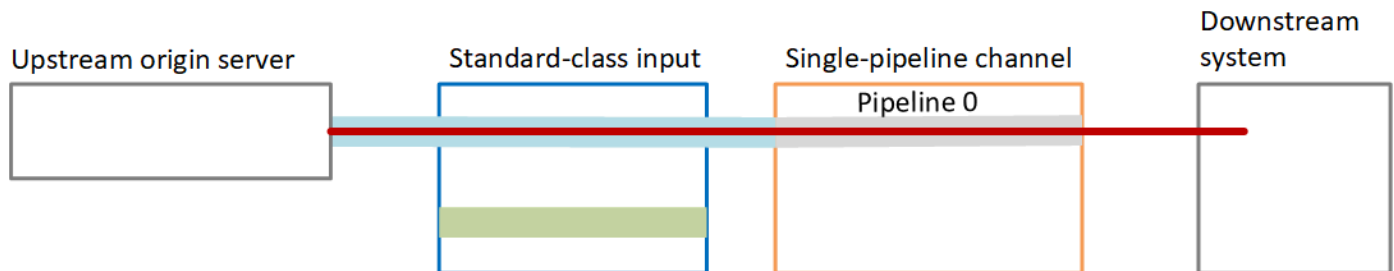 Upstream origin server
Standard-class input
Single-pipeline channel
Downstream
system
Pipeline 0